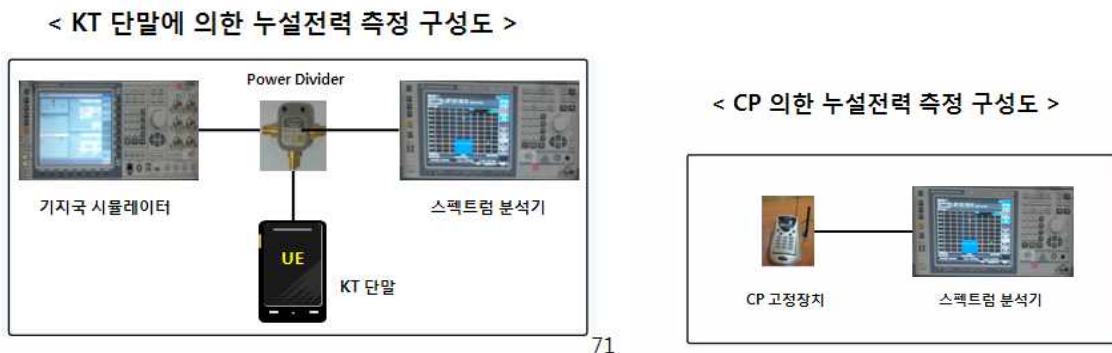 < KT 단말에 의한 누설전력 측정 구성도 >
Power Divider
기지국 시뮬레이터
스펙트럼 분석기
UE
KT 단말
71
< CP 의한 누설전력 측정 구성도 >
CP 고정장치
스펙트럼 분석기